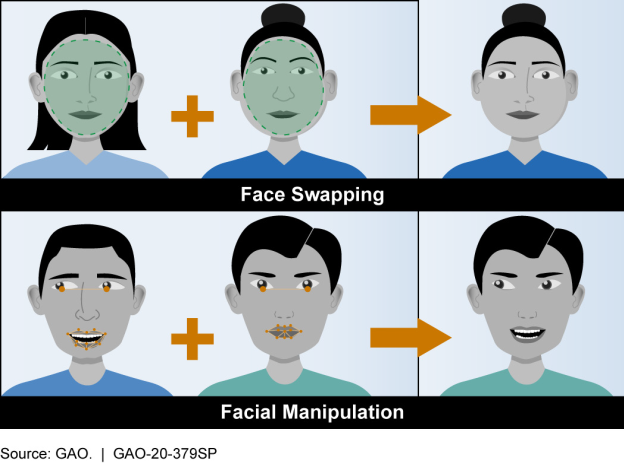 Face Swapping
Facial Manipulation
Source: GAO.  |  GAO-20-379SP